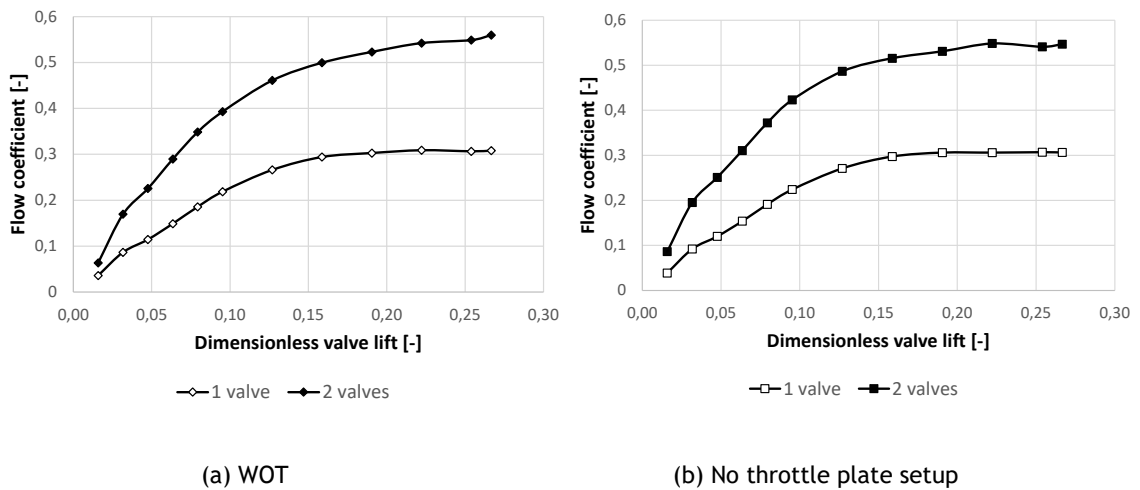 0,6
0,5
0,4
0,3
0,2
0,1
0
Flow coefficient [-]
0,00 0,05 0,10 0,15 0,20 0,25 0,30
Dimensionless valve lift [-]
1 valve 2 valves
(a) WOT
0,6
0,5
0,4
0,3
0,2
0,1
0
Flow coefficient [-]
0,00 0,05 0,10 0,15 0,20 0,25 0,30
Dimensionless valve lift [-]
1 valve 2 valves
(b) No throttle plate setup